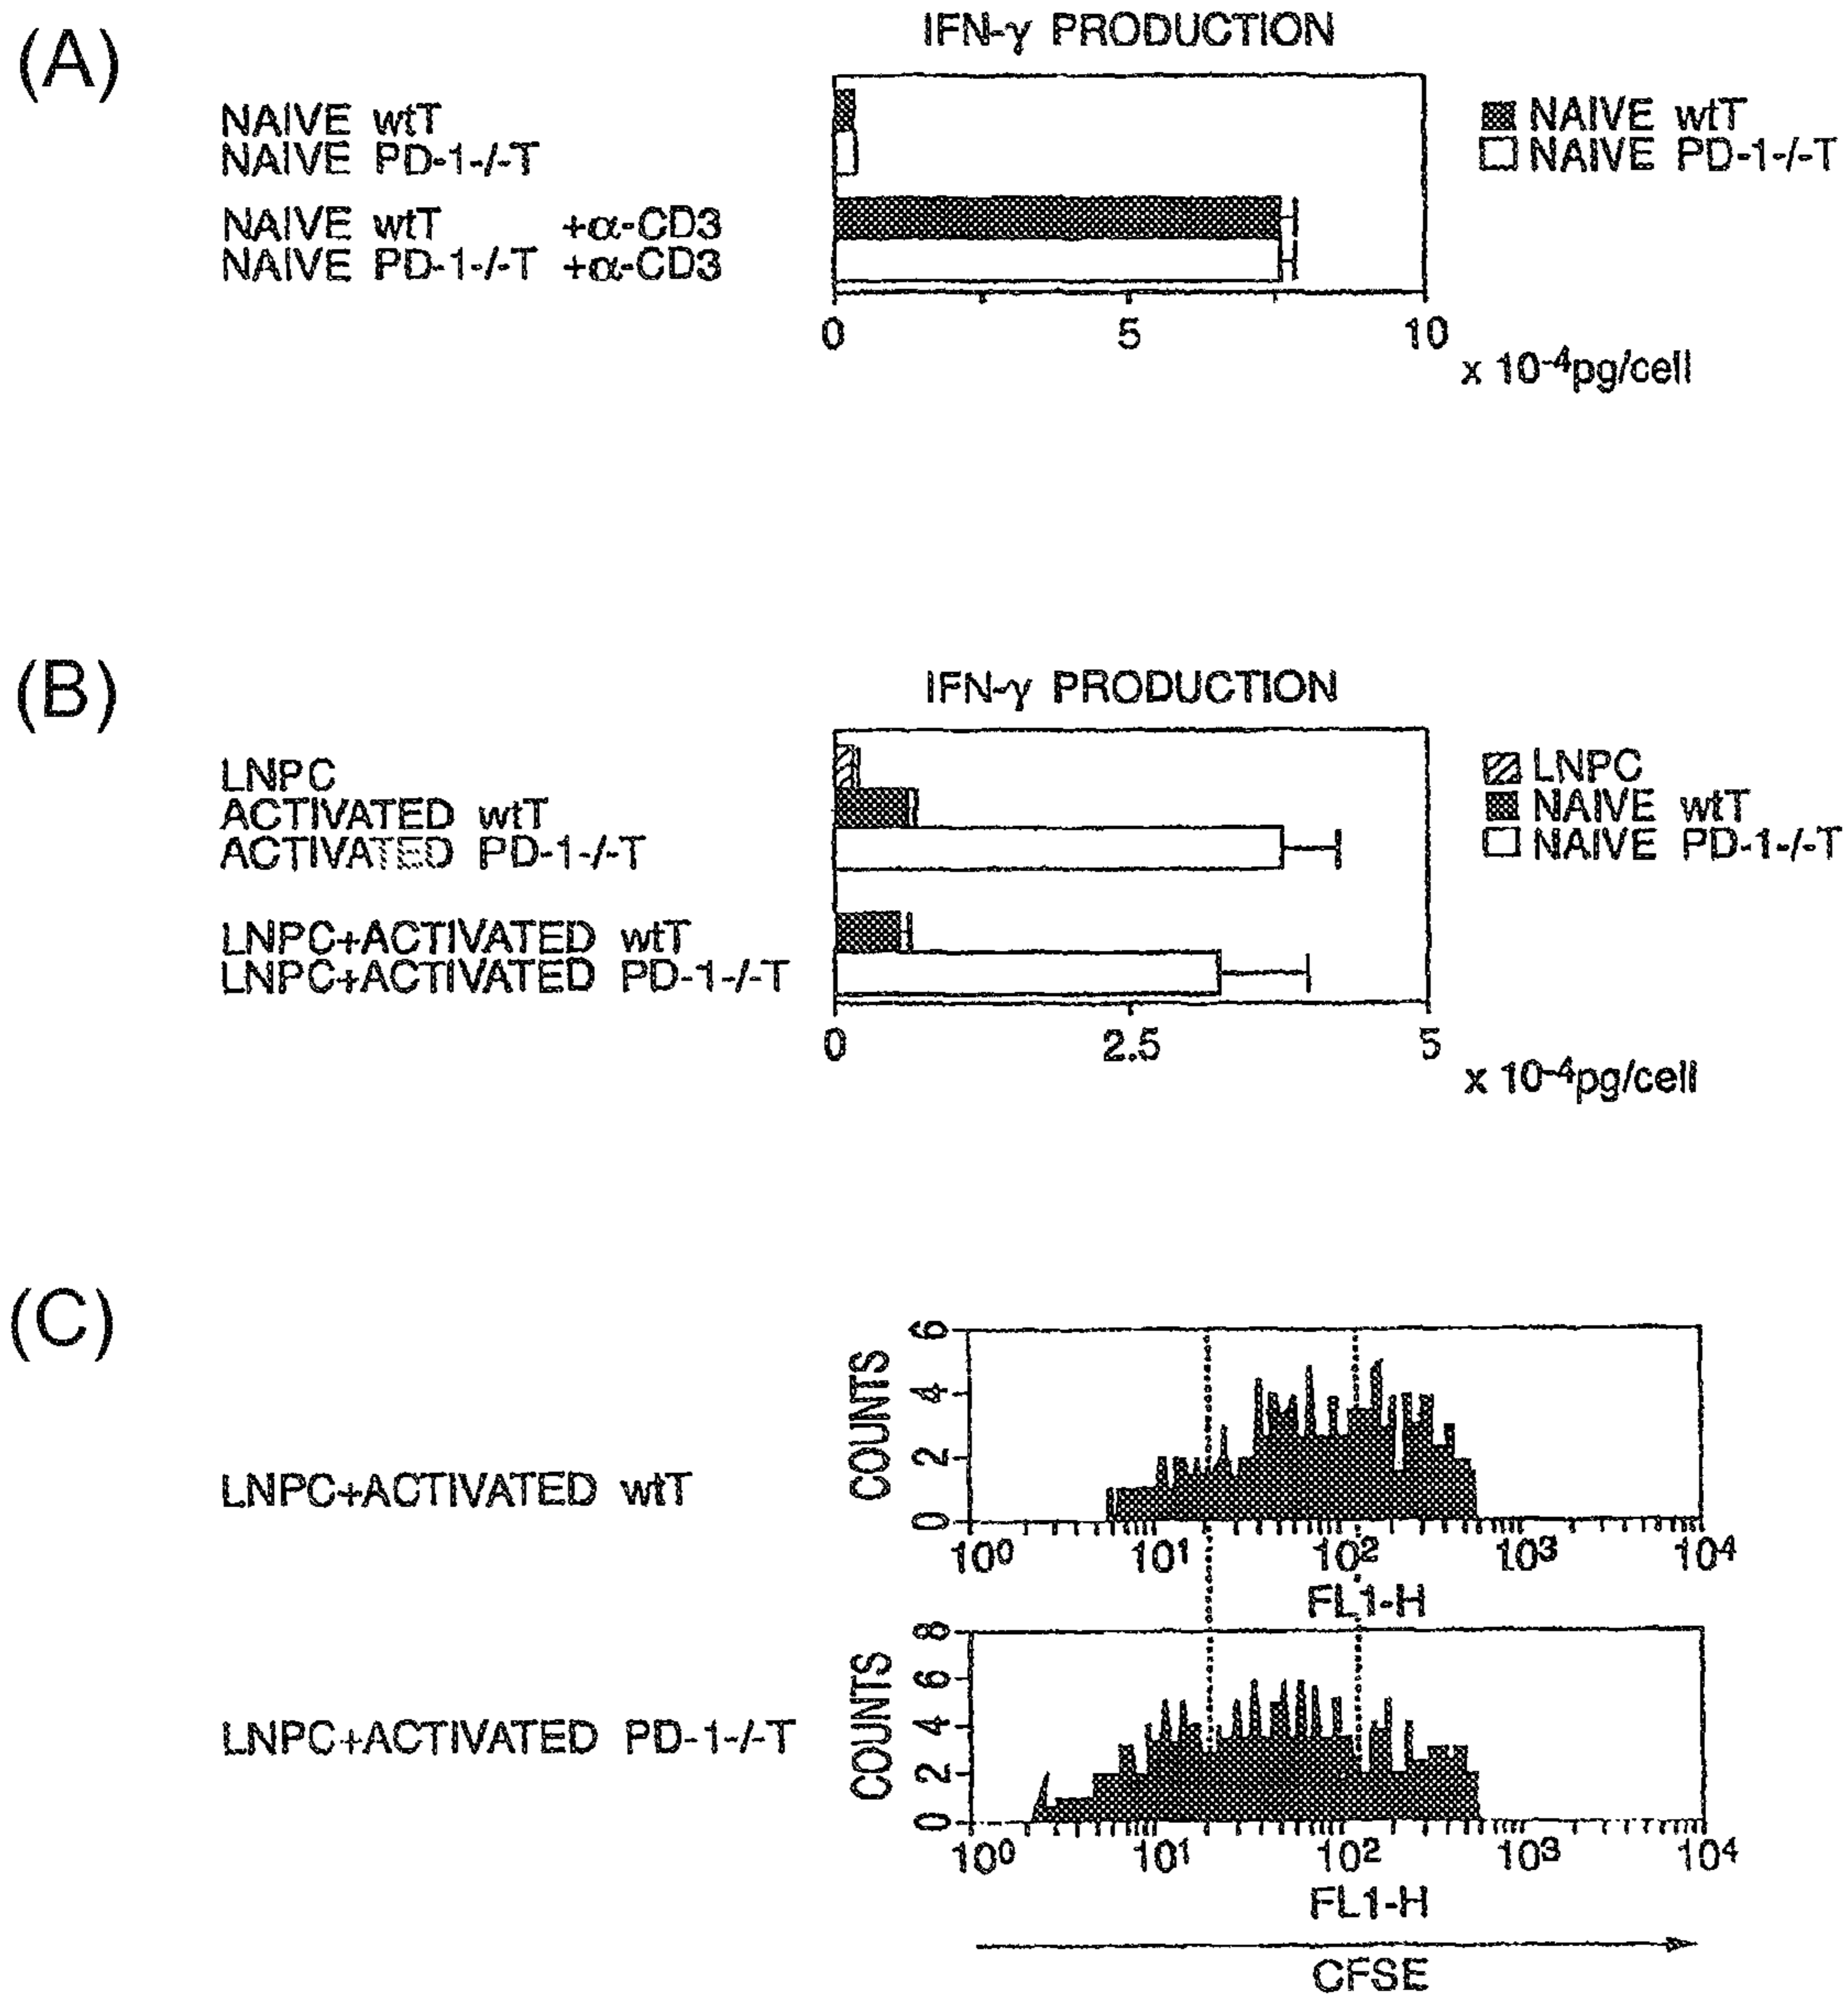 (A)
IFN-γ PRODUCTION
NAIVE wtT
NAIVE PD-1-/-T
NAIVE wtT +α-CD3
NAIVE PD-1-/-T +α-CD3
NAIVE wtT
NAIVE PD-1-/-T
0 5 10
x 10-4pg/cell
(B)
IFN-γ PRODUCTION
LNPC
ACTIVATED wtT
ACTIVATED PD-1-/-T
LNPC+ACTIVATED wtT
LNPC+ACTIVATED PD-1-/-T
LNPC
NAIVE wtT
NAIVE PD-1-/-T
0 2.5 5
x 10-4pg/cell
(C)
LNPC+ACTIVATED wtT
COUNTS
6
4
2
0
10⁰ 10¹ 10² 10³ 10⁴
FL1-H
LNPC+ACTIVATED PD-1-/-T
COUNTS
8
6
4
2
0
10⁰ 10¹ 10² 10³ 10⁴
FL1-H
CFSE